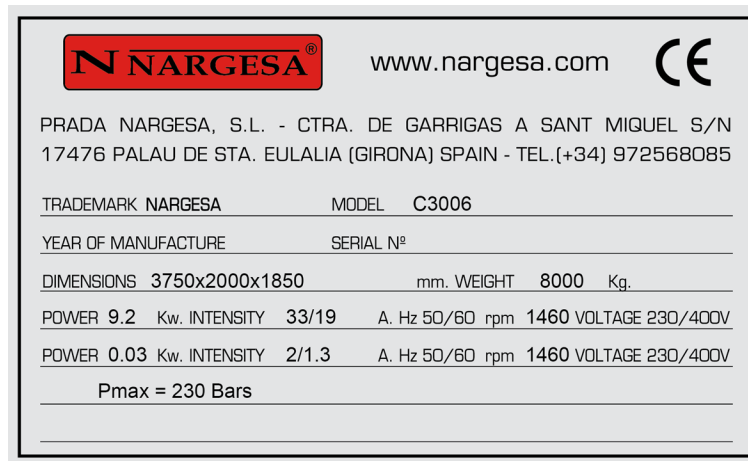 N NARGESA® www.nargesa.com CE
PRADA NARGESA, S.L. - CTRA. DE GARRIGAS A SANT MIQUEL S/N
17476 PALAU DE STA. EULALIA (GIRONA) SPAIN - TEL.(+34) 972568085
TRADEMARK NARGESA MODEL C3006
YEAR OF MANUFACTURE SERIAL Nº
DIMENSIONS 3750x2000x1850 mm. WEIGHT 8000 Kg.
POWER 9.2 Kw. INTENSITY 33/19 A. Hz 50/60 rpm 1460 VOLTAGE 230/400V
POWER 0.03 Kw. INTENSITY 2/1.3 A. Hz 50/60 rpm 1460 VOLTAGE 230/400V
Pmax = 230 Bars